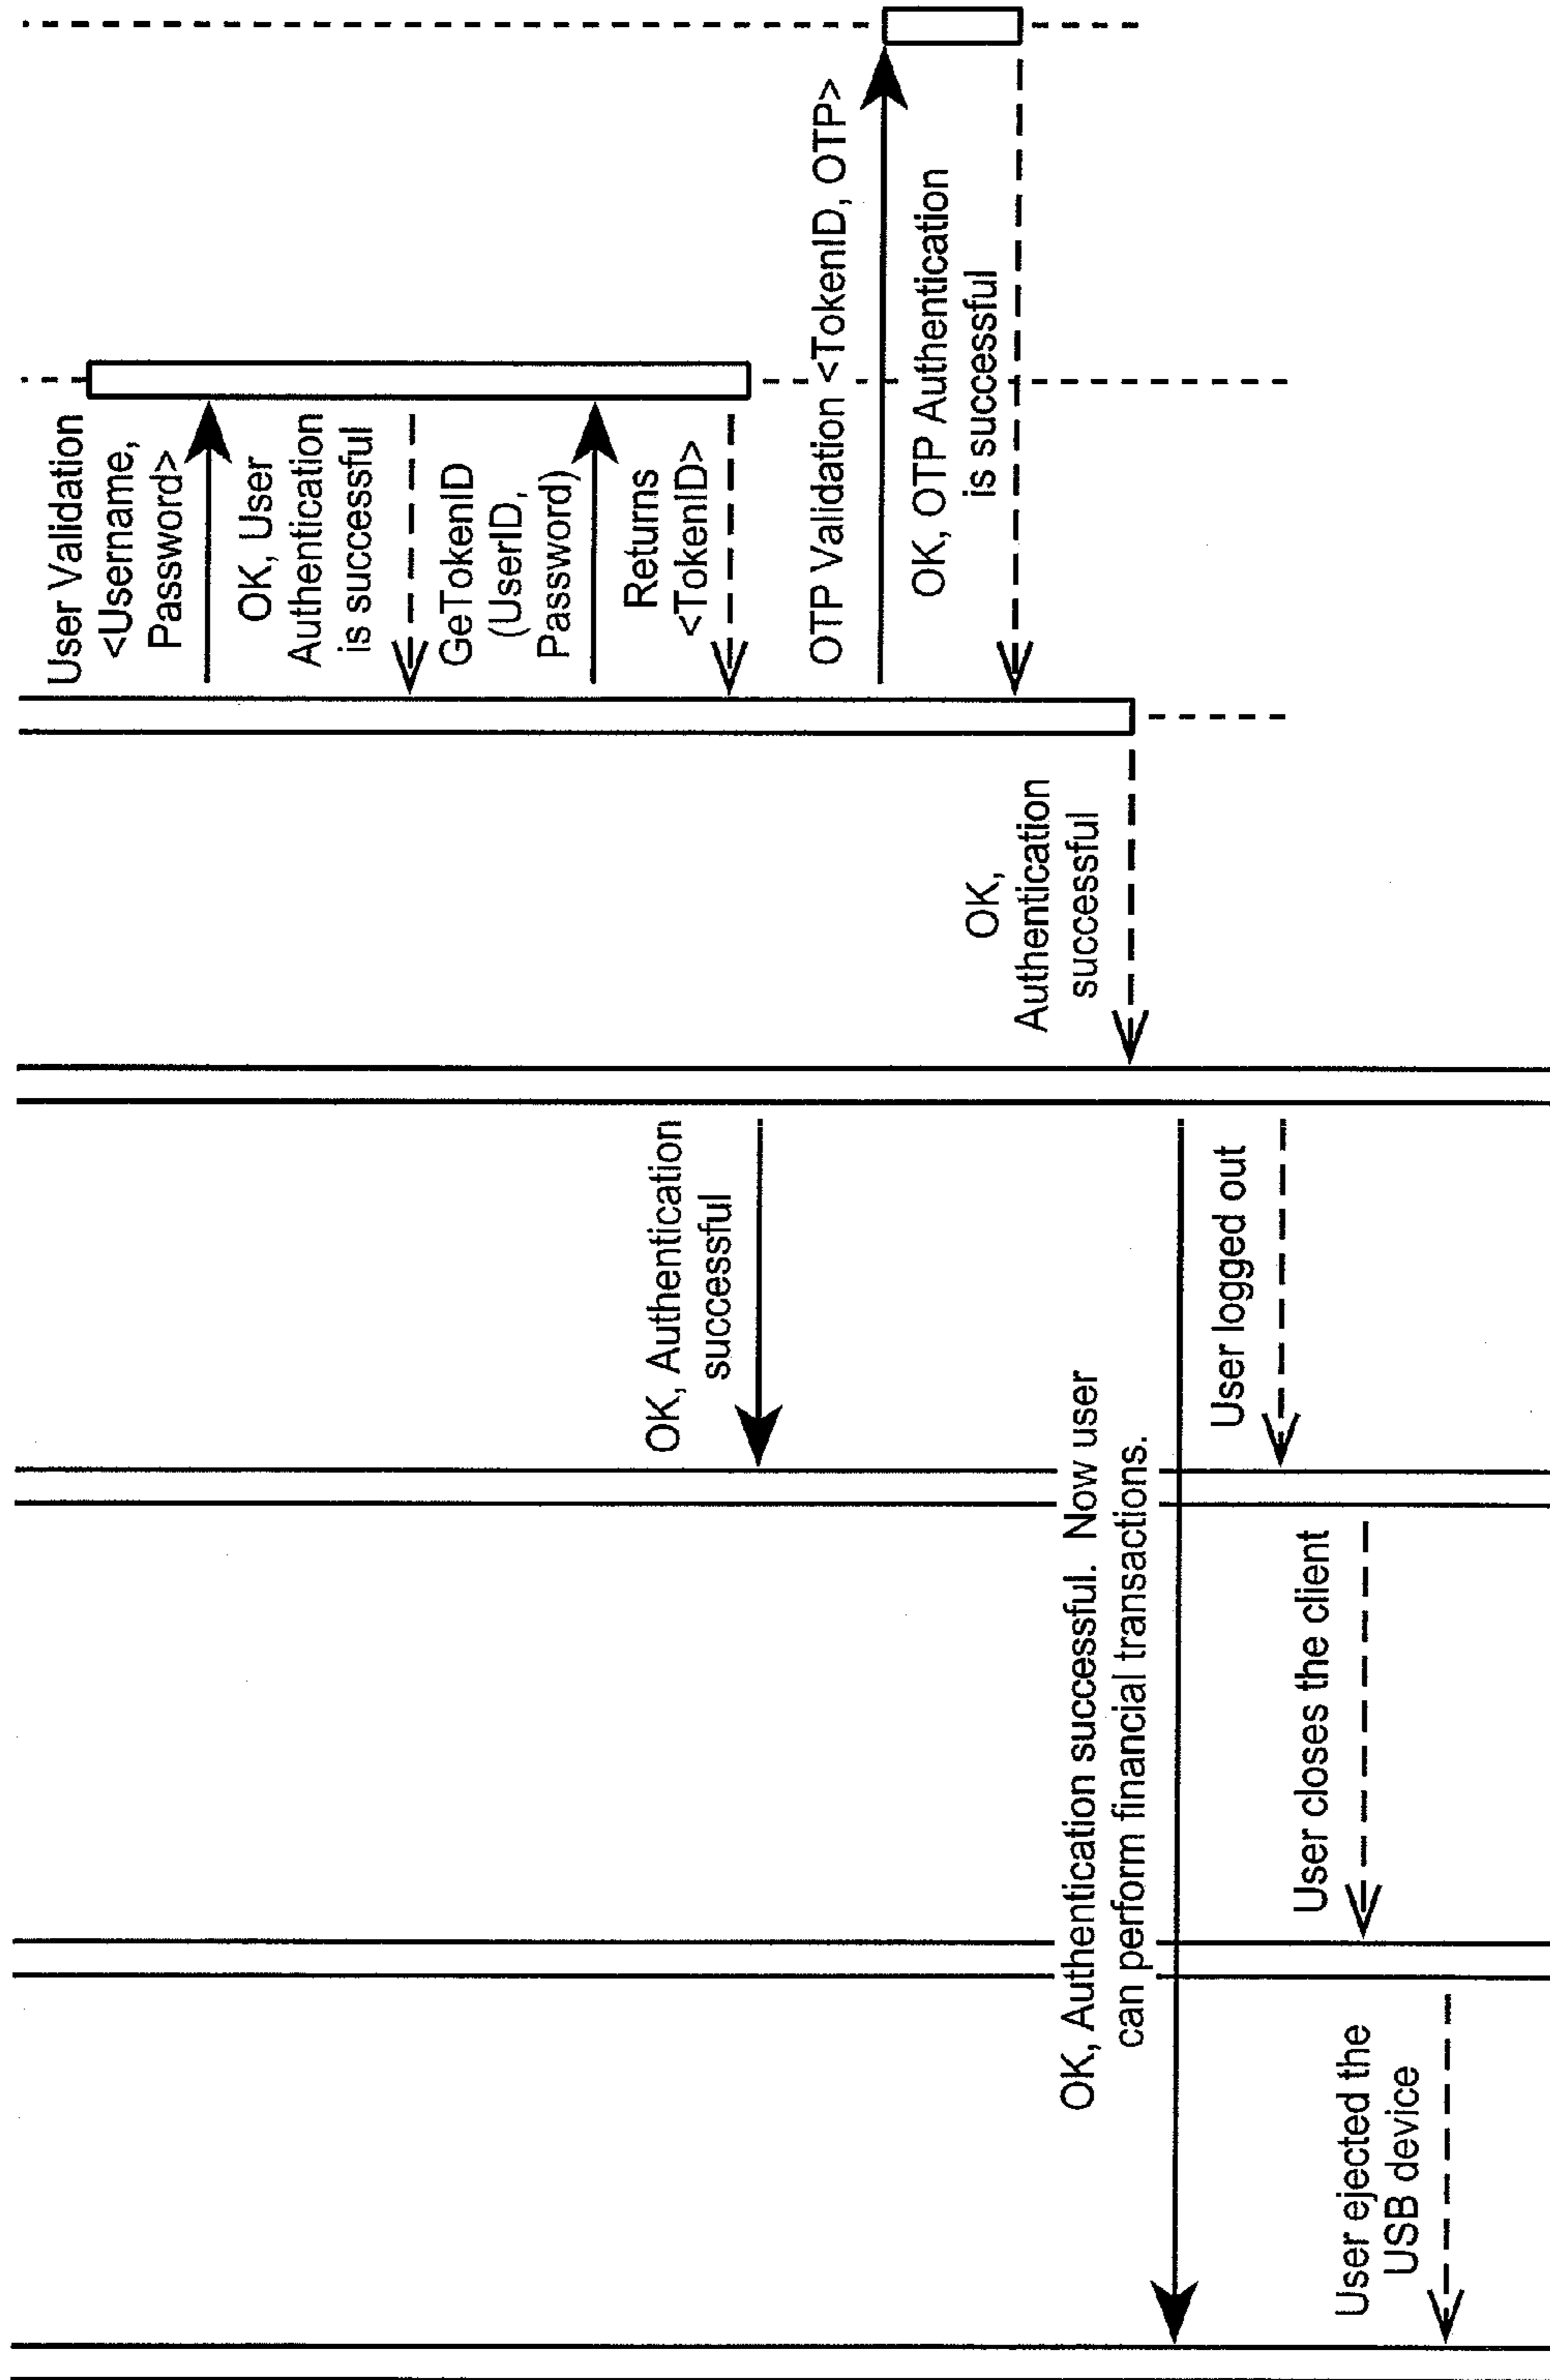 User Validation
<Username,
Password>
OK, User
Authentication
is successful
GeTokenID
(UserID,
Password)
Returns
<TokenID>
OTP Validation <TokenID, OTP>
OK, OTP Authentication
is successful
OK,
Authentication
successful
OK, Authentication
successful
OK, Authentication successful. Now user
can perform financial transactions.
User logged out
User closes the client
User ejected the
USB device